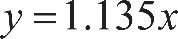 y = 1.135x